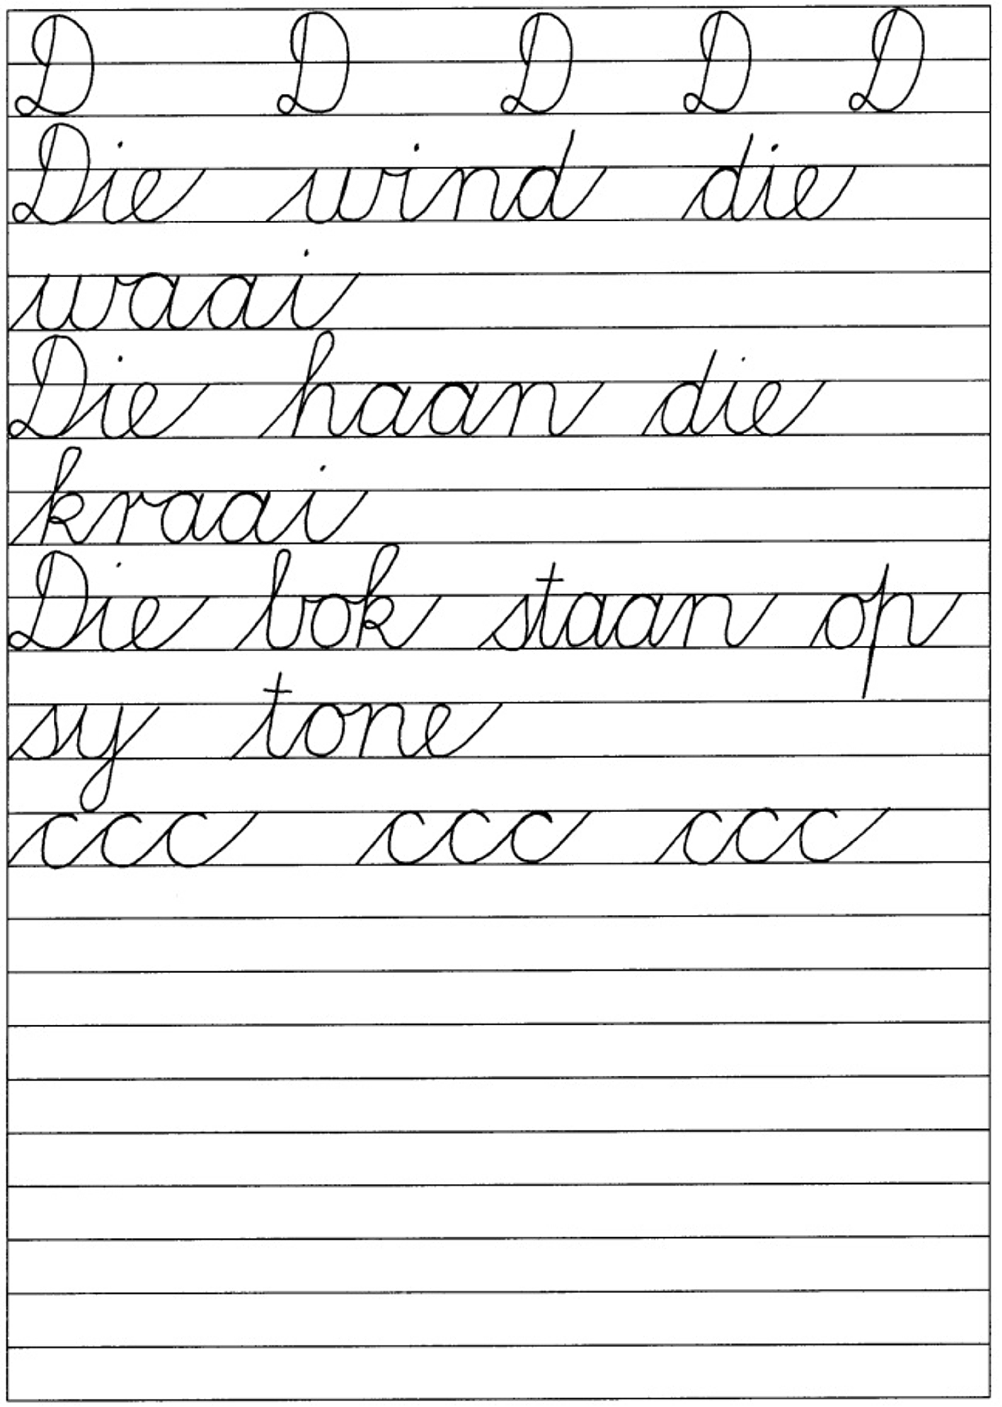 D D D D D
Die wind die
waai
Die haan die
kraai
Die bok staan op
sy tone
ccc ccc ccc